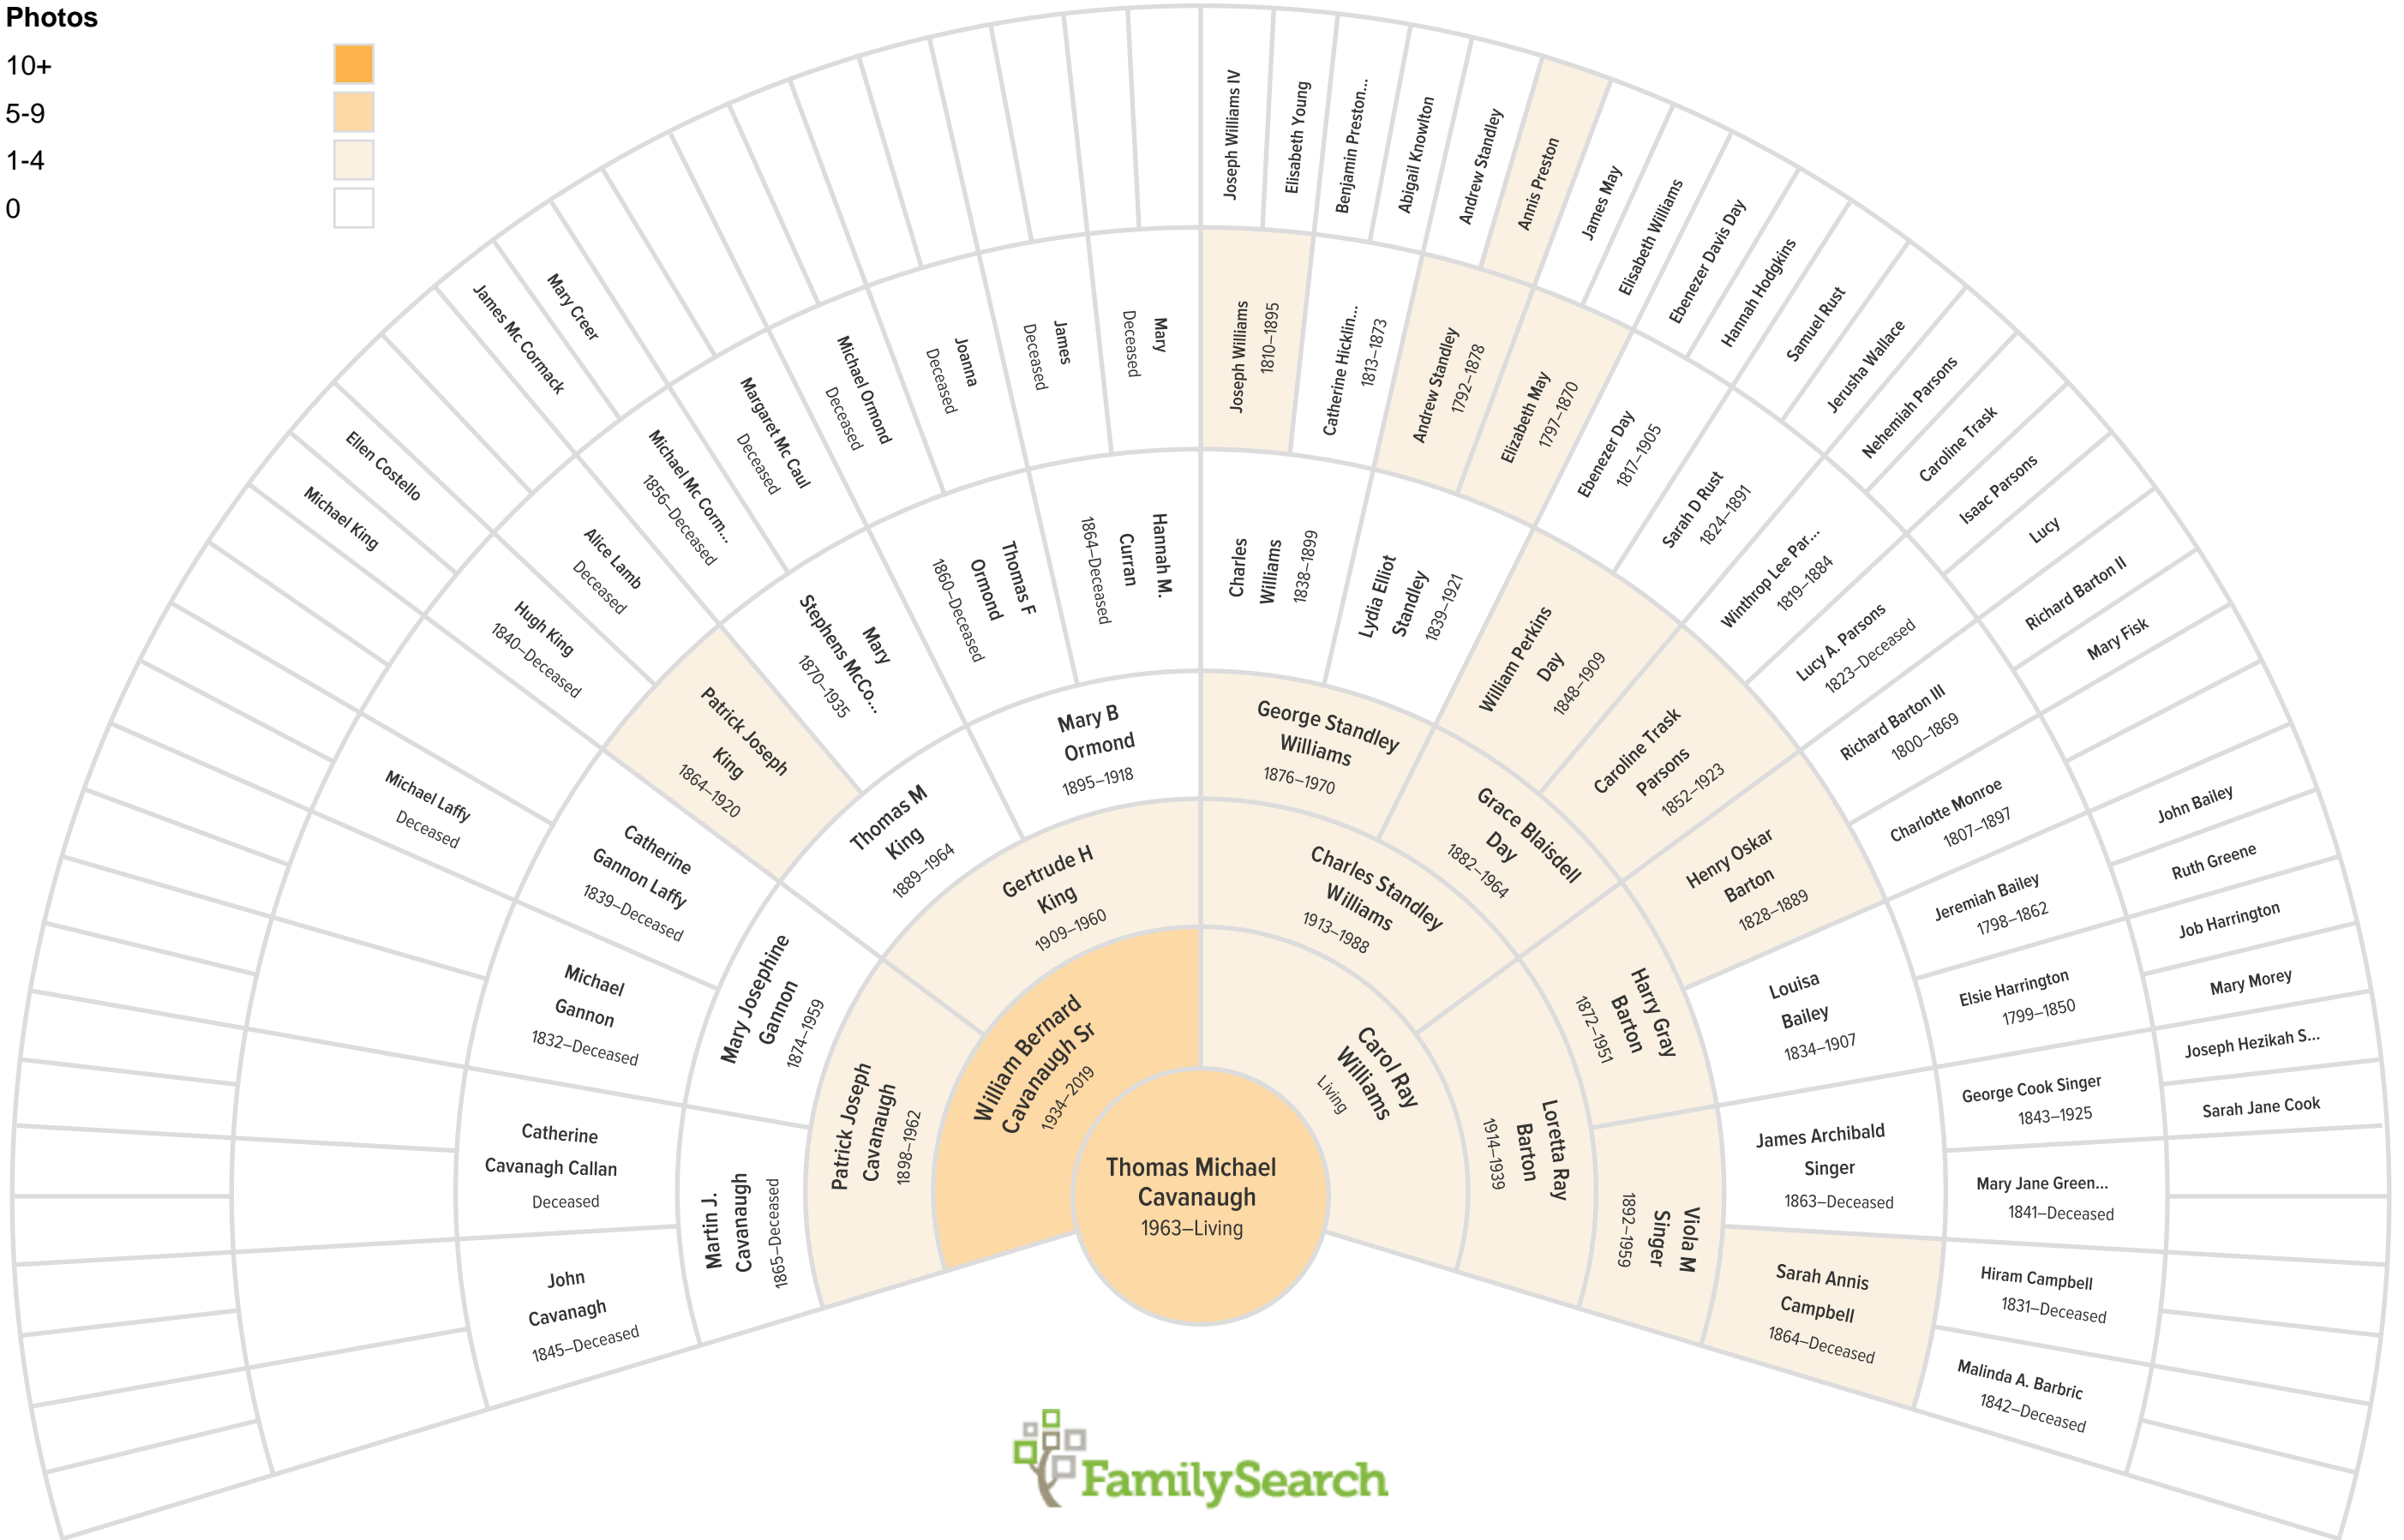 Photos
10+
5-9
1-4
0
Thomas Michael
Cavanaugh
1963–Living
William Bernard
Cavanaugh Sr
1934–2019
Carol Ray
Williams
Living
Patrick Joseph
Cavanaugh
1898–1962
Gertrude H
King
1909–1960
Charles Standley
Williams
1913–1988
Loretta Ray
Barton
1914–1939
Martin J.
Cavanaugh
1865–Deceased
Mary Josephine
Gannon
1874–1959
Thomas M
King
1889–1964
Mary B
Ormond
1895–1918
George Standley
Williams
1876–1970
Grace Blaisdell
Day
1882–1964
Harry Gray
Barton
1872–1951
Viola M
Singer
1892–1959
John
Cavanagh
1845–Deceased
Catherine
Cavanagh Callan
Deceased
Michael
Gannon
1832–Deceased
Catherine
Gannon Laffy
1839–Deceased
Patrick Joseph
King
1864–1920
Mary
Stephens McCo...
1870–1935
Thomas F
Ormond
1860–Deceased
Hannah M.
Curran
1864–Deceased
Charles
Williams
1838–1899
Lydia Elliot
Standley
1839–1921
William Perkins
Day
1848–1909
Caroline Trask
Parsons
1852–1923
Henry Oskar
Barton
1828–1889
Louisa
Bailey
1834–1907
James Archibald
Singer
1863–Deceased
Sarah Annis
Campbell
1864–Deceased
Michael Laffy
Deceased
Hugh King
1840–Deceased
Alice Lamb
Deceased
Michael Mc Corm...
1856–Deceased
Margaret Mc Caul
Deceased
Michael Ormond
Deceased
Joanna
Deceased
James
Deceased
Mary
Deceased
Joseph Williams
1810–1895
Catherine Hicklin...
1813–1873
Andrew Standley
1792–1878
Elizabeth May
1797–1870
Ebenezer Day
1817–1905
Sarah D Rust
1824–1891
Winthrop Lee Par...
1819–1884
Lucy A. Parsons
1823–Deceased
Richard Barton III
1800–1869
Charlotte Monroe
1807–1897
Jeremiah Bailey
1798–1862
Elsie Harrington
1799–1850
George Cook Singer
1843–1925
Mary Jane Green...
1841–Deceased
Hiram Campbell
1831–Deceased
Malinda A. Barbric
1842–Deceased
Michael King
Ellen Costello
James Mc Cormack
Mary Creer
Joseph Williams IV
Elisabeth Young
Benjamin Preston...
Abigail Knowlton
Andrew Standley
Annis Preston
James May
Elisabeth Williams
Ebenezer Davis Day
Hannah Hodgkins
Samuel Rust
Jerusha Wallace
Nehemiah Parsons
Caroline Trask
Isaac Parsons
Lucy
Richard Barton II
Mary Fisk
John Bailey
Ruth Greene
Job Harrington
Mary Morey
Joseph Hezikah S...
Sarah Jane Cook
FamilySearch